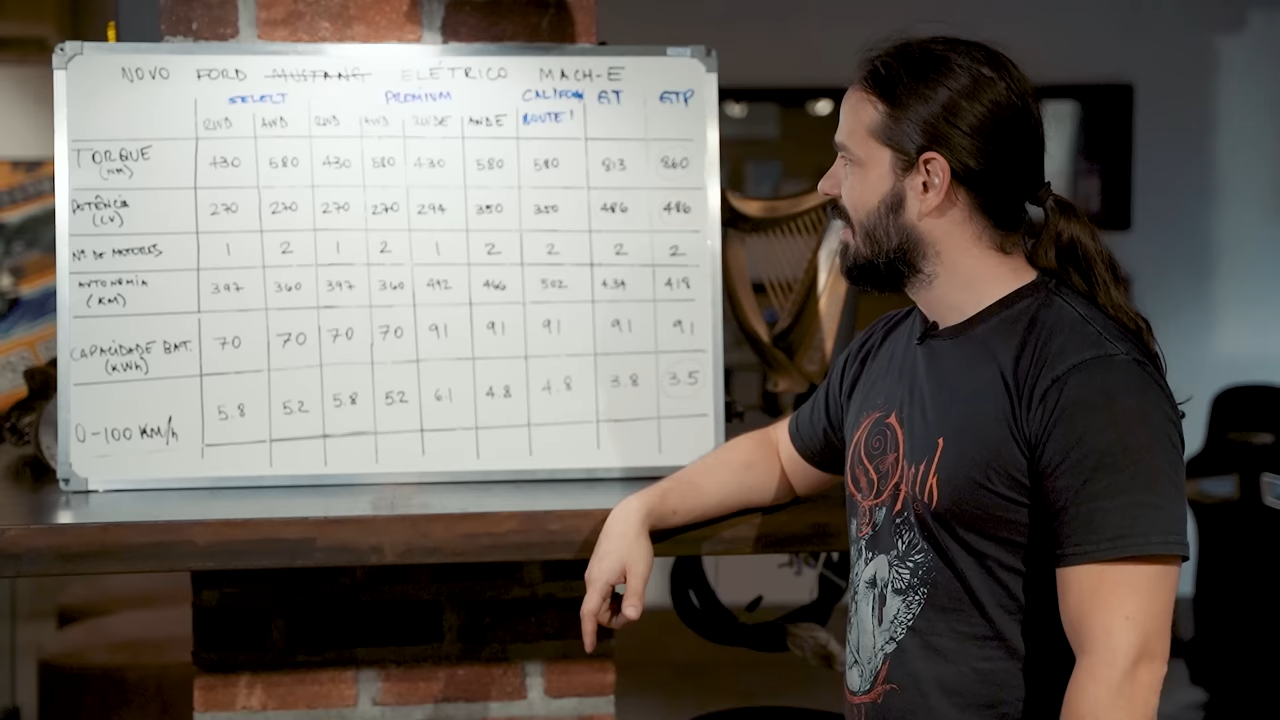 NOVO FORD MUSTANG ELÉTRICO MACH-E
SELECT PREMIUM CALIFOR GT GTP
RWD AWD RWD AWD RWDE AWDE ROUTE!
TORQUE (NM) 430 580 430 580 430 580 580 813 860
POTÊNCIA (CV) 270 270 270 270 294 350 350 486 486
Nº DE MOTORES 1 2 1 2 1 2 2 2 2
AUTONOMIA (KM) 397 360 397 360 492 466 502 434 418
CAPACIDADE BAT. (KWh) 70 70 70 70 91 91 91 91 91
0-100 KM/h 5.8 5.2 5.8 5.2 6.1 4.8 4.8 3.8 3.5
Opeth